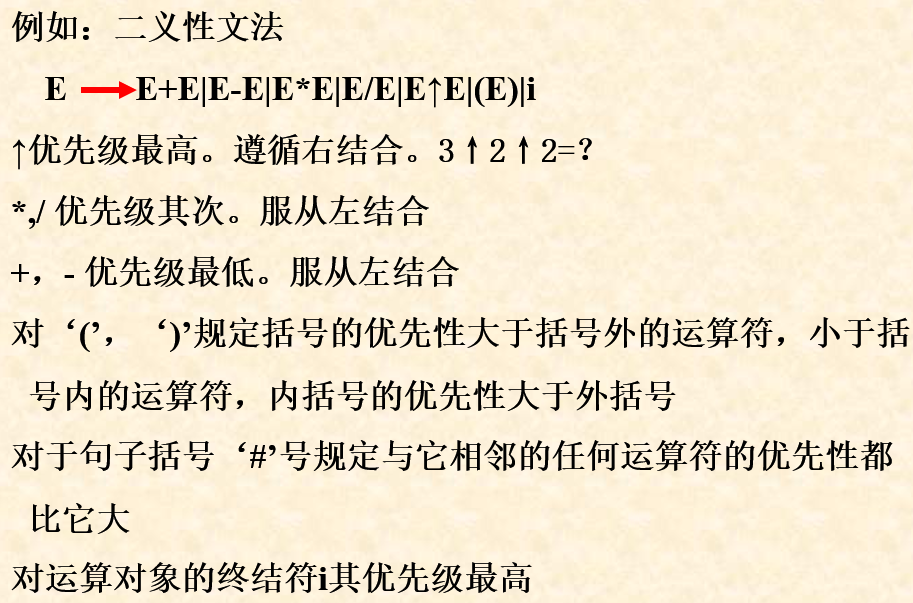 例如：二义性文法
E → E+E|E-E|E*E|E/E|E↑E|(E)|i
↑优先级最高。遵循右结合。3↑2↑2=?
*,/ 优先级其次。服从左结合
+，- 优先级最低。服从左结合
对‘(’，‘)’规定括号的优先性大于括号外的运算符，小于括
号内的运算符，内括号的优先性大于外括号
对于句子括号‘#’号规定与它相邻的任何运算符的优先性都
比它大
对运算对象的终结符i其优先级最高